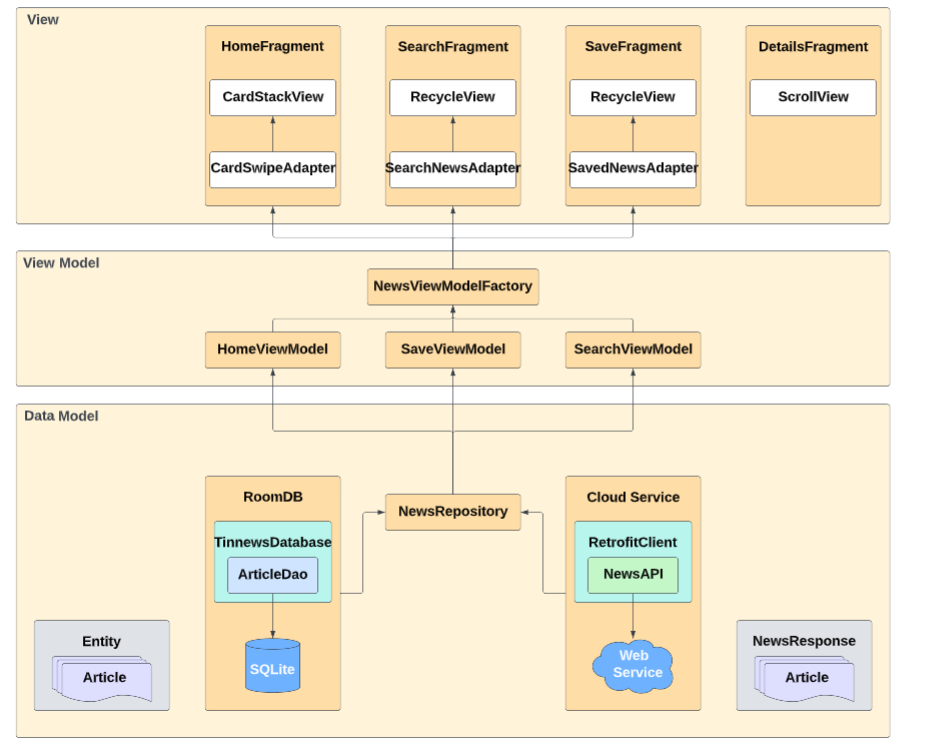 View
HomeFragment
SearchFragment
SaveFragment
DetailsFragment
CardStackView
RecycleView
RecycleView
ScrollView
CardSwipeAdapter
SearchNewsAdapter
SavedNewsAdapter
View Model
NewsViewModelFactory
HomeViewModel
SaveViewModel
SearchViewModel
Data Model
RoomDB
NewsRepository
Cloud Service
TinnewsDatabase
RetrofitClient
ArticleDao
NewsAPI
Entity
Article
SQLite
Web
Service
NewsResponse
Article